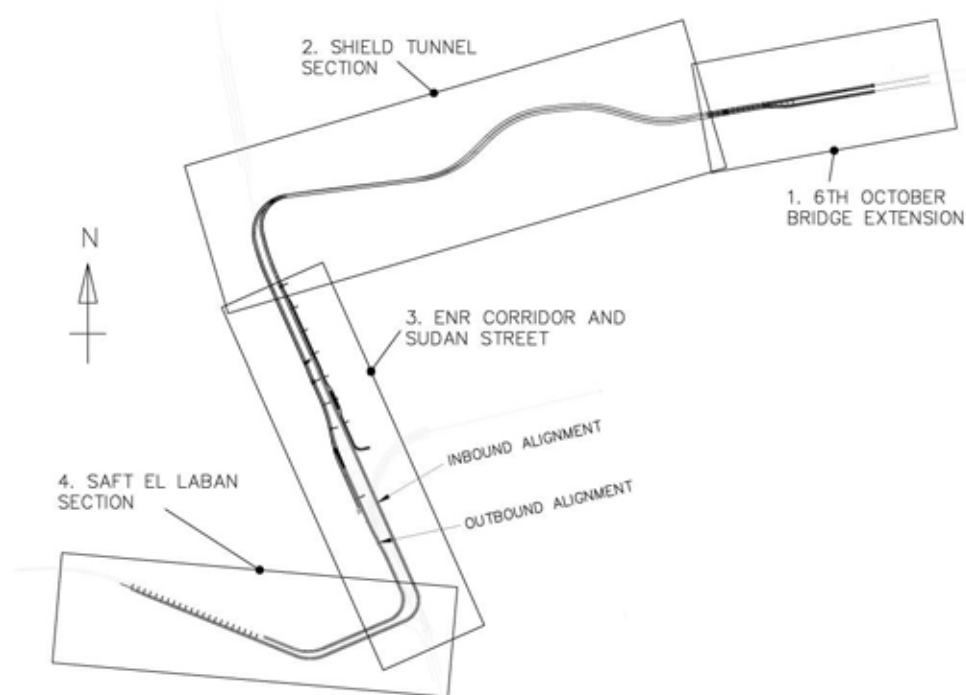 2. SHIELD TUNNEL
SECTION
1. 6TH OCTOBER
BRIDGE EXTENSION
N
3. ENR CORRIDOR AND
SUDAN STREET
INBOUND ALIGNMENT
4. SAFT EL LABAN
SECTION
OUTBOUND ALIGNMENT